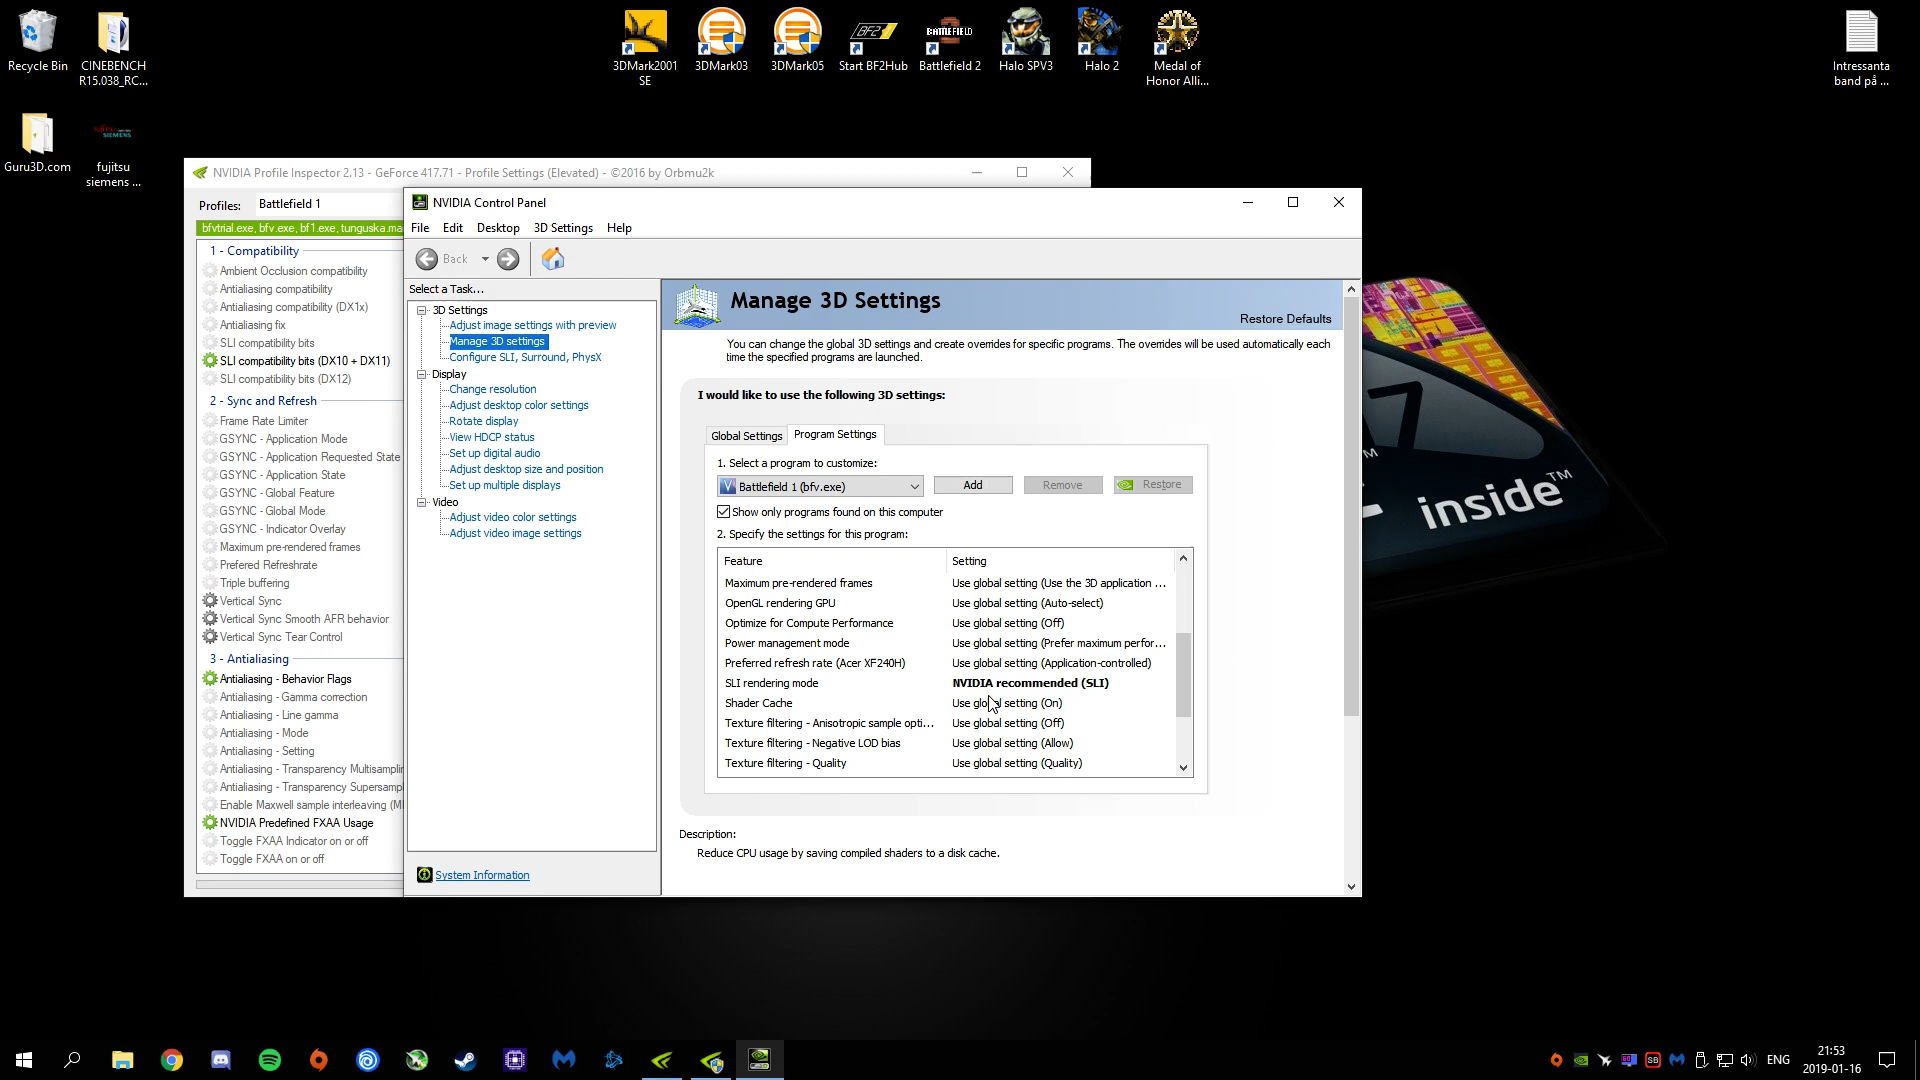 Recycle Bin
CINEBENCH
R15.038_RC...
3DMark2001
SE
3DMark03
3DMark05
Start BF2Hub
Battlefield 2
Halo SPV3
Halo 2
Medal of
Honor Alli...
Intressanta
band på ...
Guru3D.com
fujitsu
siemens ...
NVIDIA Profile Inspector 2.13 - GeForce 417.71 - Profile Settings (Elevated) - ©2016 by Orbmu2k
Profiles: Battlefield 1
bfvtrial.exe, bfv.exe, bf1.exe, tunguska.ma
1 - Compatibility
Ambient Occlusion compatibility
Antialiasing compatibility
Antialiasing compatibility (DX1x)
Antialiasing fix
SLI compatibility bits
SLI compatibility bits (DX10 + DX11)
SLI compatibility bits (DX12)
2 - Sync and Refresh
Frame Rate Limiter
GSYNC - Application Mode
GSYNC - Application Requested State
GSYNC - Application State
GSYNC - Global Feature
GSYNC - Global Mode
GSYNC - Indicator Overlay
Maximum pre-rendered frames
Prefered Refreshrate
Triple buffering
Vertical Sync
Vertical Sync Smooth AFR behavior
Vertical Sync Tear Control
3 - Antialiasing
Antialiasing - Behavior Flags
Antialiasing - Gamma correction
Antialiasing - Line gamma
Antialiasing - Mode
Antialiasing - Setting
Antialiasing - Transparency Multisamplin
Antialiasing - Transparency Supersampl
Enable Maxwell sample interleaving (M
NVIDIA Predefined FXAA Usage
Toggle FXAA Indicator on or off
Toggle FXAA on or off
NVIDIA Control Panel
File Edit Desktop 3D Settings Help
Back
Select a Task...
3D Settings
Adjust image settings with preview
Manage 3D settings
Configure SLI, Surround, PhysX
Display
Change resolution
Adjust desktop color settings
Rotate display
View HDCP status
Set up digital audio
Adjust desktop size and position
Set up multiple displays
Video
Adjust video color settings
Adjust video image settings
System Information
Manage 3D Settings
Restore Defaults
You can change the global 3D settings and create overrides for specific programs. The overrides will be used automatically each
time the specified programs are launched.
I would like to use the following 3D settings:
Global Settings Program Settings
1. Select a program to customize:
Battlefield 1 (bfv.exe) Add Remove Restore
Show only programs found on this computer
2. Specify the settings for this program:
Feature Setting
Maximum pre-rendered frames Use global setting (Use the 3D application ...
OpenGL rendering GPU Use global setting (Auto-select)
Optimize for Compute Performance Use global setting (Off)
Power management mode Use global setting (Prefer maximum perfor...
Preferred refresh rate (Acer XF240H) Use global setting (Application-controlled)
SLI rendering mode NVIDIA recommended (SLI)
Shader Cache Use global setting (On)
Texture filtering - Anisotropic sample opti... Use global setting (Off)
Texture filtering - Negative LOD bias Use global setting (Allow)
Texture filtering - Quality Use global setting (Quality)
Description:
Reduce CPU usage by saving compiled shaders to a disk cache.
7
TM
inside™
ENG
21:53
2019-01-16